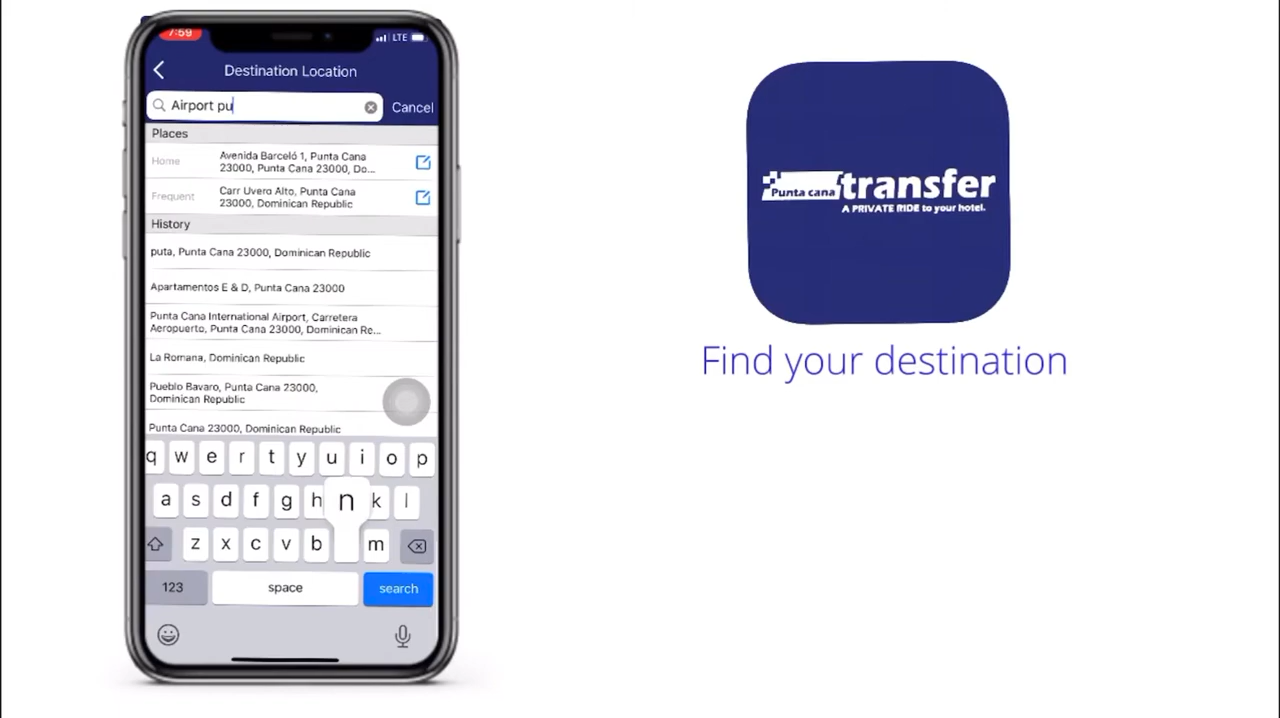 7:59
LTE
Destination Location
Airport pu
Cancel
Places
Home
Avenida Barceló 1, Punta Cana
23000, Punta Cana 23000, Do...
Frequent
Carr Uvero Alto, Punta Cana
23000, Dominican Republic
History
puta, Punta Cana 23000, Dominican Republic
Apartamentos E & D, Punta Cana 23000
Punta Cana International Airport, Carretera
Aeropuerto, Punta Cana 23000, Dominican Re...
La Romana, Dominican Republic
Pueblo Bavaro, Punta Cana 23000,
Dominican Republic
Punta Cana 23000, Dominican Republic
q w e r t y u i o p
a s d f g h n k l
z x c v b m
123 space search
Punta cana transfer
A PRIVATE RIDE to your hotel.
Find your destination